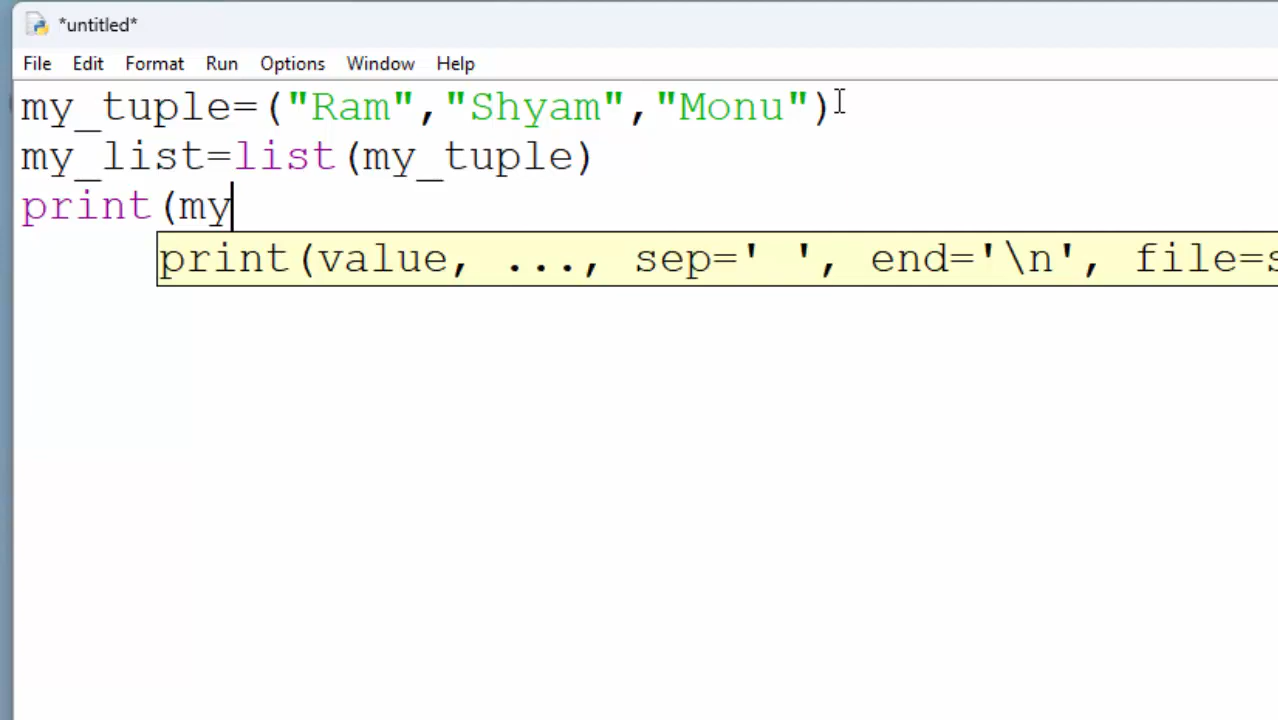 *untitled*
File Edit Format Run Options Window Help
my_tuple=("Ram","Shyam","Monu")
my_list=list(my_tuple)
print(my
print(value, ..., sep=' ', end='\n', file=s